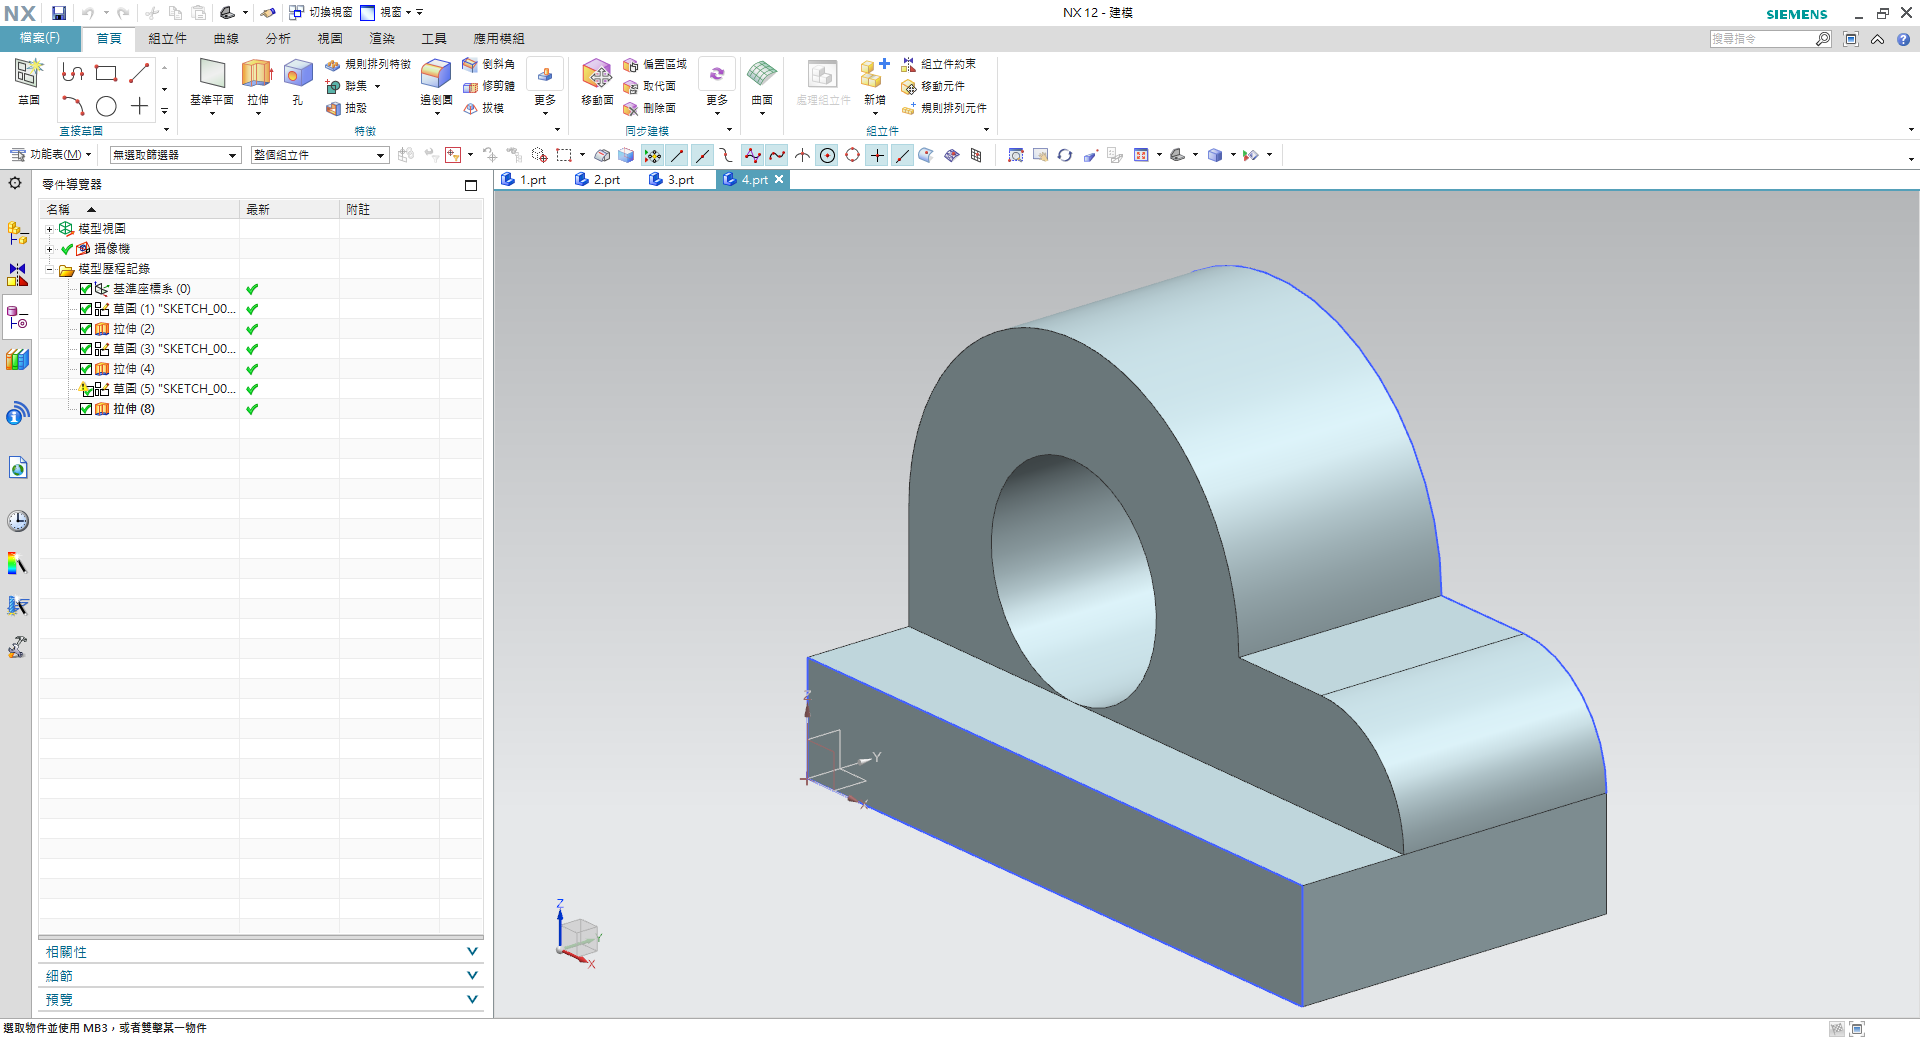 NX 切換視窗 視窗 NX 12 - 建模 SIEMENS
檔案(F) 首頁 組立件 曲線 分析 視圖 渲染 工具 應用模組 搜尋指令
草圖 基準平面 拉伸 孔 規則排列特徵 聯集 抽殼 邊倒圓 倒斜角 修剪體 拔模 更多 移動面 偏置區域 取代面 刪除面 更多 曲面 處理組立件 新增 組立件約束 移動元件 規則排列元件
直接草圖 特徵 同步建模 組立件
功能表(M) 無選取篩選器 整個組立件
零件導覽器 1.prt 2.prt 3.prt 4.prt
名稱 最新 附註
模型視圖
攝像機
模型歷程記錄
基準座標系 (0)
草圖 (1) "SKETCH_00...
拉伸 (2)
草圖 (3) "SKETCH_00...
拉伸 (4)
草圖 (5) "SKETCH_00...
拉伸 (8)
Z
Y
X
Z
Y
X
相關性
細節
預覽
選取物件並使用 MB3，或者雙擊某一物件